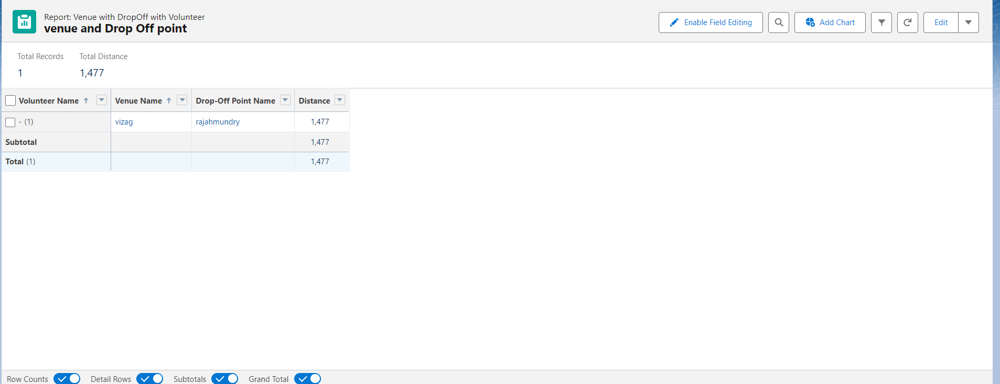 Report: Venue with DropOff with Volunteer
venue and Drop Off point
Enable Field Editing Add Chart Edit
Total Records Total Distance
1 1,477
Volunteer Name ↑ Venue Name ↑ Drop-Off Point Name Distance
- (1) vizag rajahmundry 1,477
Subtotal 1,477
Total (1) 1,477
Row Counts Detail Rows Subtotals Grand Total